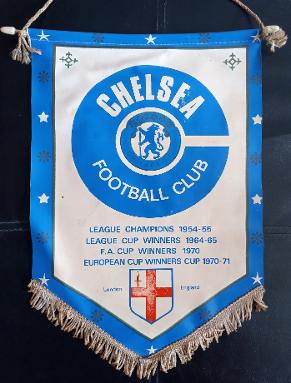 CHELSEA
FOOTBALL CLUB
LEAGUE CHAMPIONS 1954-55
LEAGUE CUP WINNERS 1964-65
F.A. CUP WINNERS 1970
EUROPEAN CUP WINNERS CUP 1970-71
London England